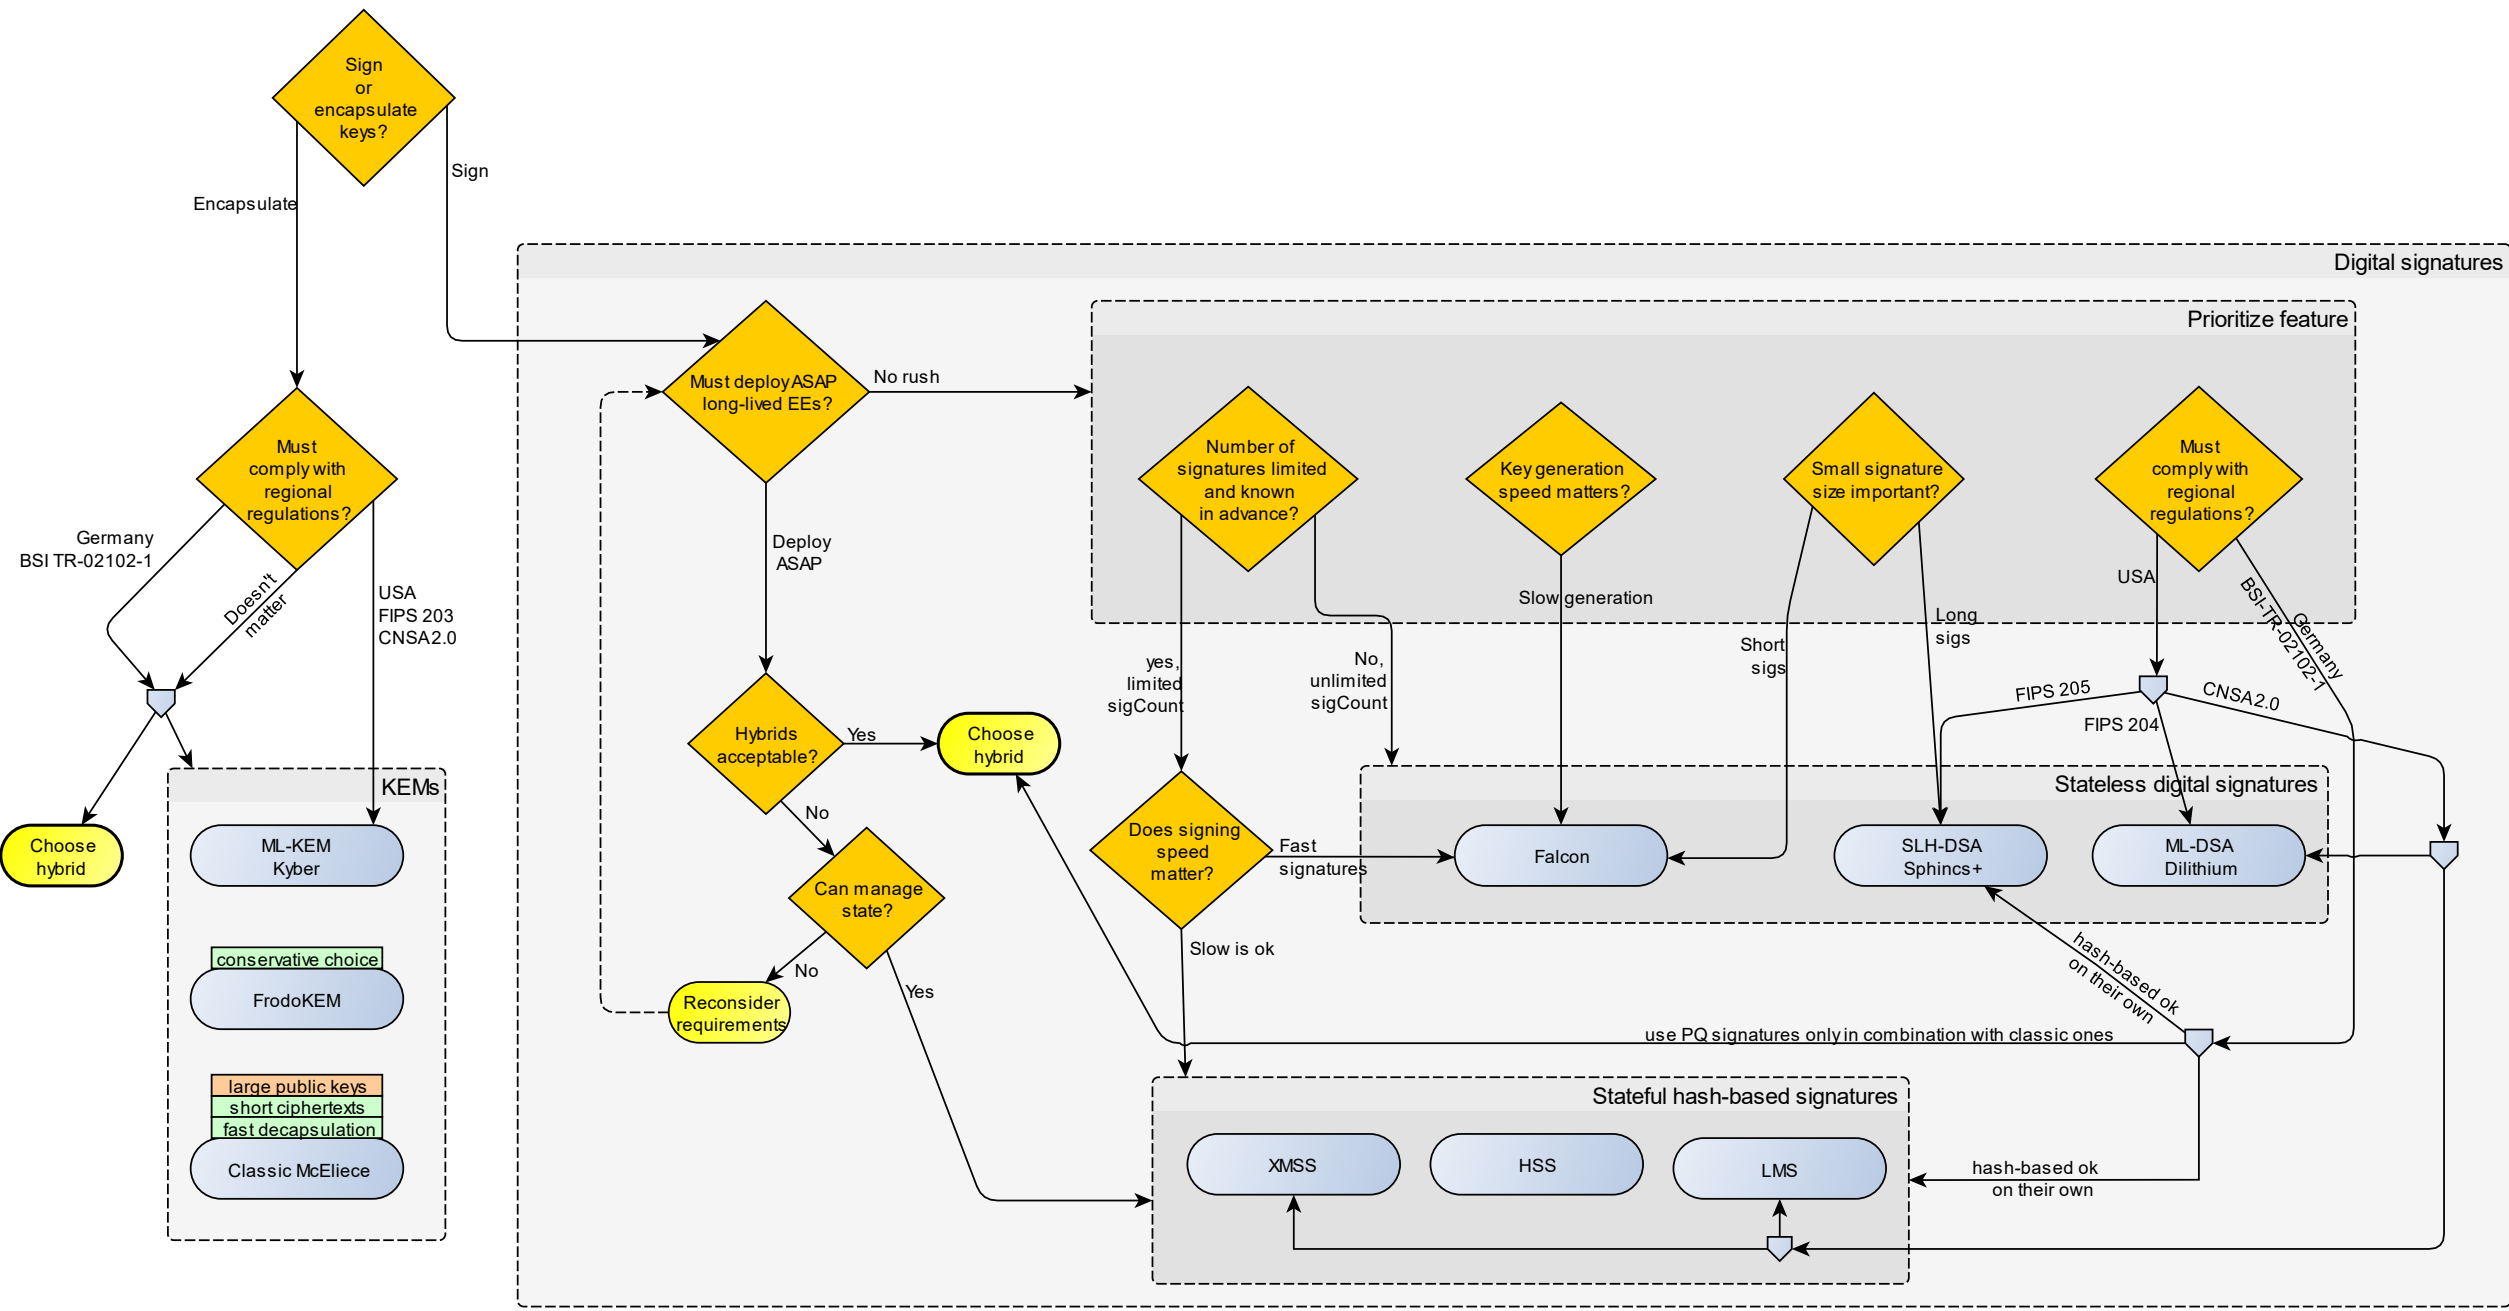 Sign
or
encapsulate
keys?
Sign
Encapsulate
Must
comply with
regional
regulations?
Germany
BSI TR-02102-1
Doesn't
matter
USA
FIPS 203
CNSA 2.0
Choose
hybrid
KEMs
ML-KEM
Kyber
conservative choice
FrodoKEM
large public keys
short ciphertexts
fast decapsulation
Classic McEliece
Digital signatures
Must deploy ASAP
long-lived EEs?
No rush
Deploy
ASAP
Hybrids
acceptable?
Yes
Choose
hybrid
No
Can manage
state?
No
Yes
Reconsider
requirements
Prioritize feature
Number of
signatures limited
and known
in advance?
Key generation
speed matters?
Small signature
size important?
Must
comply with
regional
regulations?
yes,
limited
sigCount
No,
unlimited
sigCount
Slow generation
Short
sigs
Long
sigs
USA
Germany
BSI-TR-02102-1
FIPS 205
FIPS 204
CNSA 2.0
Does signing
speed
matter?
Fast
signatures
Slow is ok
Stateless digital signatures
Falcon
SLH-DSA
Sphincs+
ML-DSA
Dilithium
hash-based ok
on their own
use PQ signatures only in combination with classic ones
Stateful hash-based signatures
XMSS
HSS
LMS
hash-based ok
on their own